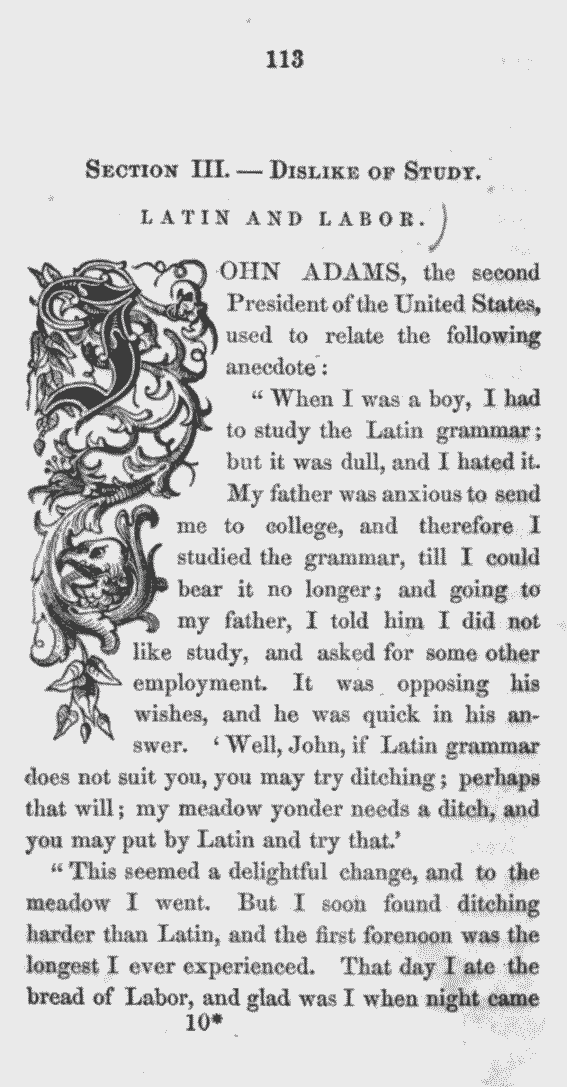 113
SECTION III. — DISLIKE OF STUDY.
LATIN AND LABOR.
JOHN ADAMS, the second
President of the United States,
used to relate the following
anecdote:
“When I was a boy, I had
to study the Latin grammar;
but it was dull, and I hated it.
My father was anxious to send
me to college, and therefore I
studied the grammar, till I could
bear it no longer; and going to
my father, I told him I did not
like study, and asked for some other
employment. It was opposing his
wishes, and he was quick in his an-
swer. ‘Well, John, if Latin grammar
does not suit you, you may try ditching; perhaps
that will; my meadow yonder needs a ditch, and
you may put by Latin and try that.’
“This seemed a delightful change, and to the
meadow I went. But I soon found ditching
harder than Latin, and the first forenoon was the
longest I ever experienced. That day I ate the
bread of Labor, and glad was I when night came
10*